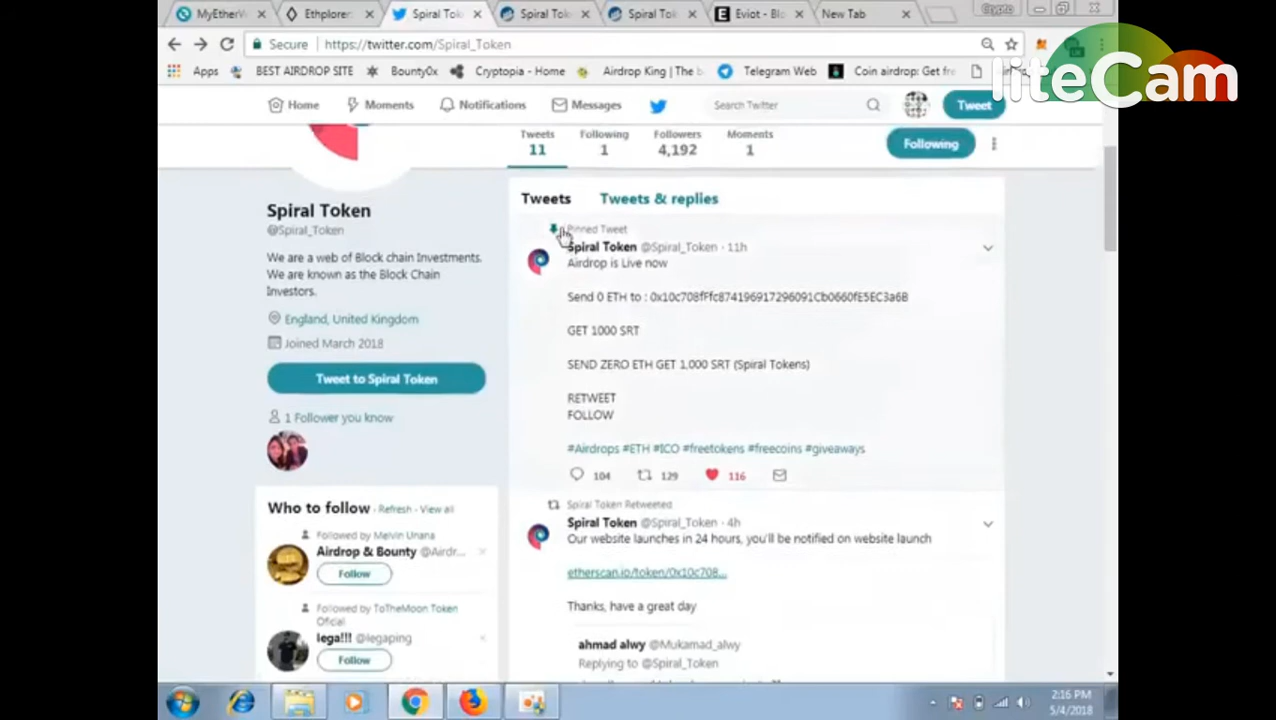 MyEtherW
Ethplorer
Spiral Tok
Spiral Tok
Spiral Tok
Eviot - Blo
New Tab
Crypto
Secure
https://twitter.com/Spiral_Token
liteCam
Apps
BEST AIRDROP SITE
Bounty0x
Cryptopia - Home
Airdrop King | The b
Telegram Web
Coin airdrop: Get fre
Home
Moments
Notifications
Messages
Search Twitter
Tweet
Tweets
Following
Followers
Moments
11
1
4,192
1
Following
Spiral Token
@Spiral_Token
We are a web of Block chain Investments.
We are known as the Block Chain
Investors.
England, United Kingdom
Joined March 2018
Tweet to Spiral Token
1 Follower you know
Who to follow · Refresh · View all
Followed by Melvin Unana
Airdrop & Bounty @Airdr...
Follow
Followed by ToTheMoon Token
Oficial
lega!!! @legaping
Follow
Tweets
Tweets & replies
Pinned Tweet
Spiral Token @Spiral_Token · 11h
Airdrop is Live now
Send 0 ETH to : 0x10c708fFfc874196917296091Cb0660fE5EC3a6B
GET 1000 SRT
SEND ZERO ETH GET 1,000 SRT (Spiral Tokens)
RETWEET
FOLLOW
#Airdrops #ETH #ICO #freetokens #freecoins #giveaways
104
129
116
Spiral Token Retweeted
Spiral Token @Spiral_Token · 4h
Our website launches in 24 hours, you'll be notified on website launch
etherscan.io/token/0x10c708...
Thanks, have a great day
ahmad alwy @Mukamad_alwy
Replying to @Spiral_Token
2:16 PM
5/4/2018